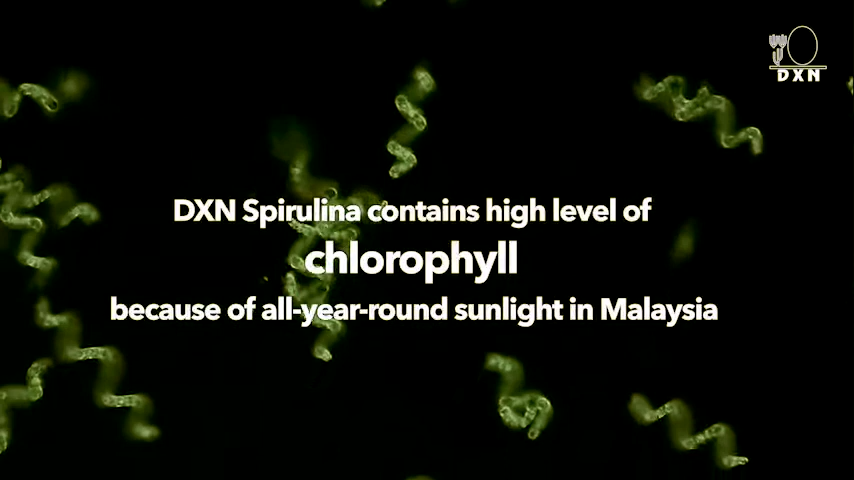 DXN
DXN Spirulina contains high level of
chlorophyll
because of all-year-round sunlight in Malaysia